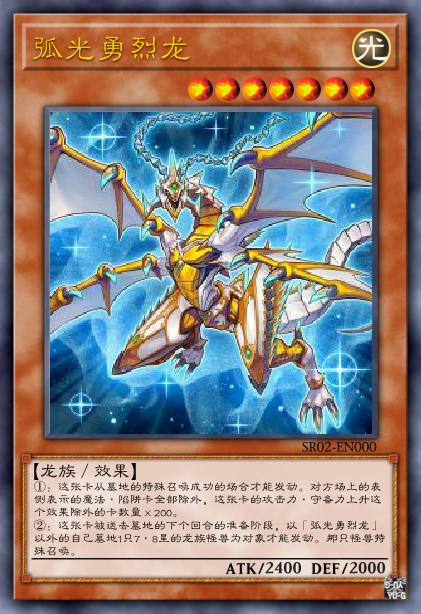 弧光勇烈龙
光
SR02-EN000
【龙族／效果】
①：这张卡从墓地的特殊召唤成功的场合才能发动。对方场上的表
侧表示的魔法·陷阱卡全部除外，这张卡的攻击力·守备力上升这
个效果除外的卡数量×200。
②：这张卡被送去墓地的下个回合的准备阶段，以「弧光勇烈龙」
以外的自己墓地1只7·8星的龙族怪兽为对象才能发动。那只怪兽特
殊召唤。
ATK/2400 DEF/2000